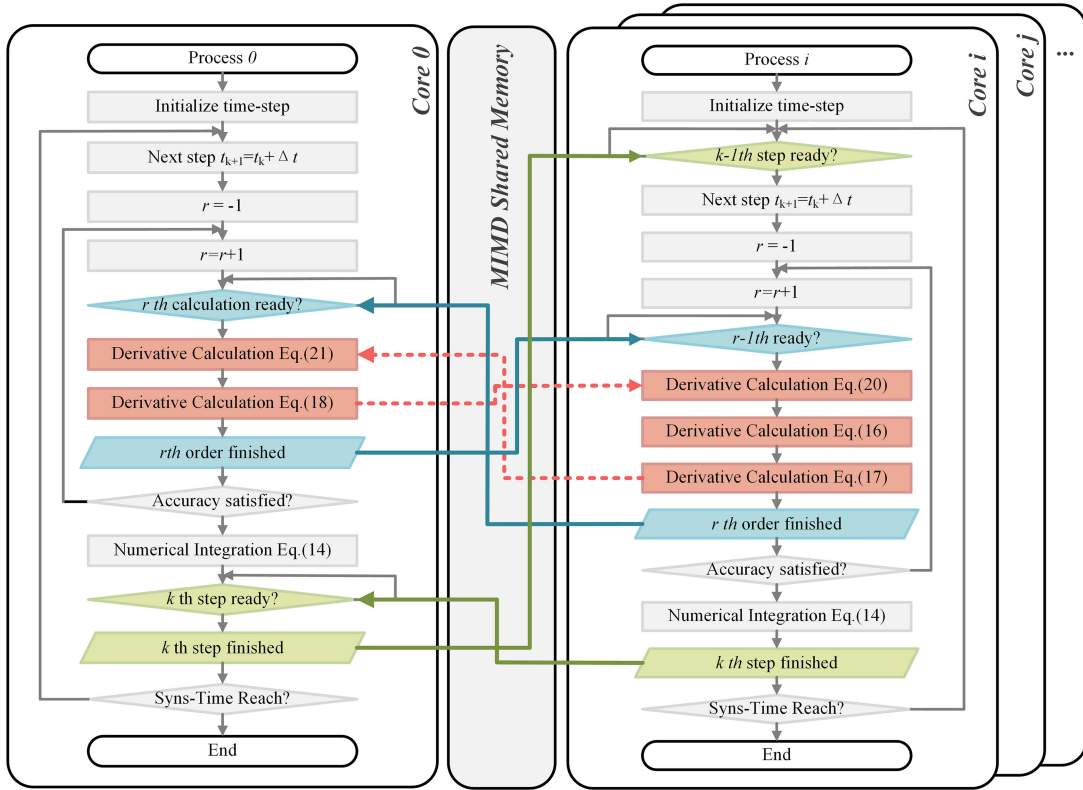 Process 0
Initialize time-step
Next step t_{k+1}=t_k+ Δ t
r = -1
r=r+1
r th calculation ready?
Derivative Calculation Eq.(21)
Derivative Calculation Eq.(18)
rth order finished
Accuracy satisfied?
Numerical Integration Eq.(14)
k th step ready?
k th step finished
Syns-Time Reach?
End
Core 0
MIMD Shared Memory
Process i
Initialize time-step
k-1th step ready?
Next step t_{k+1}=t_k+ Δ t
r = -1
r=r+1
r-1th ready?
Derivative Calculation Eq.(20)
Derivative Calculation Eq.(16)
Derivative Calculation Eq.(17)
r th order finished
Accuracy satisfied?
Numerical Integration Eq.(14)
k th step finished
Syns-Time Reach?
End
Core i
Core j
...